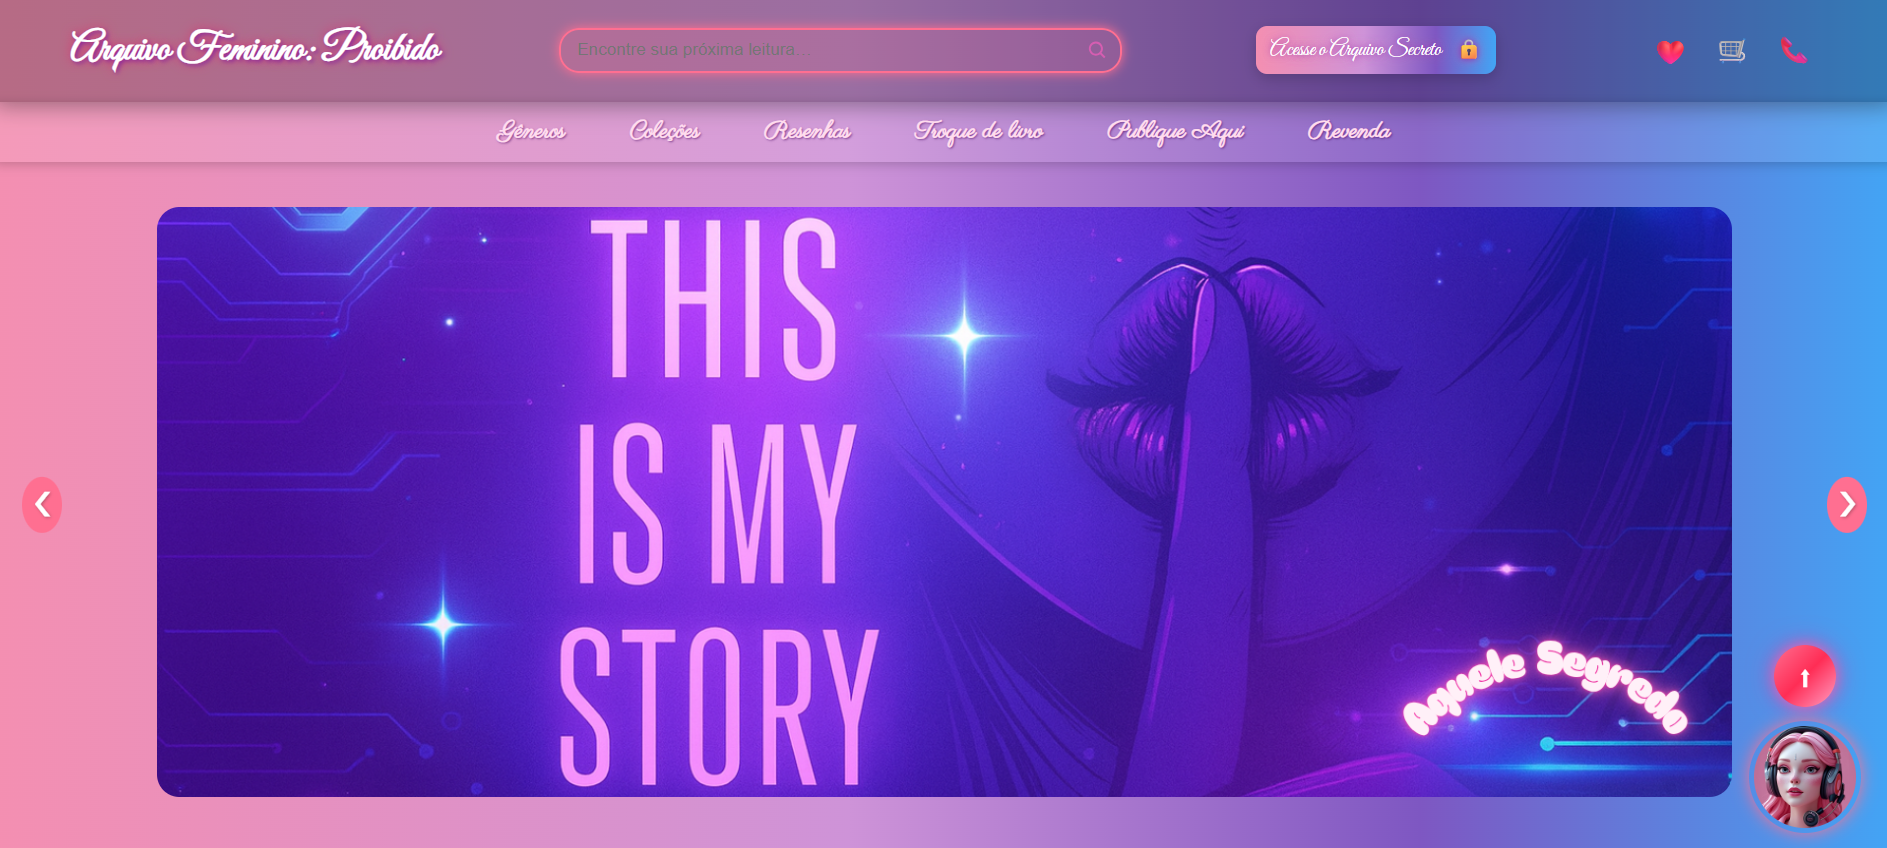 Arquivo Feminino: Proibido
Encontre sua próxima leitura...
Acesse o Arquivo Secreto
Gêneros
Coleções
Resenhas
Troque de livro
Publique Aqui
Revenda
THIS
IS MY
STORY
Aquele Segredo